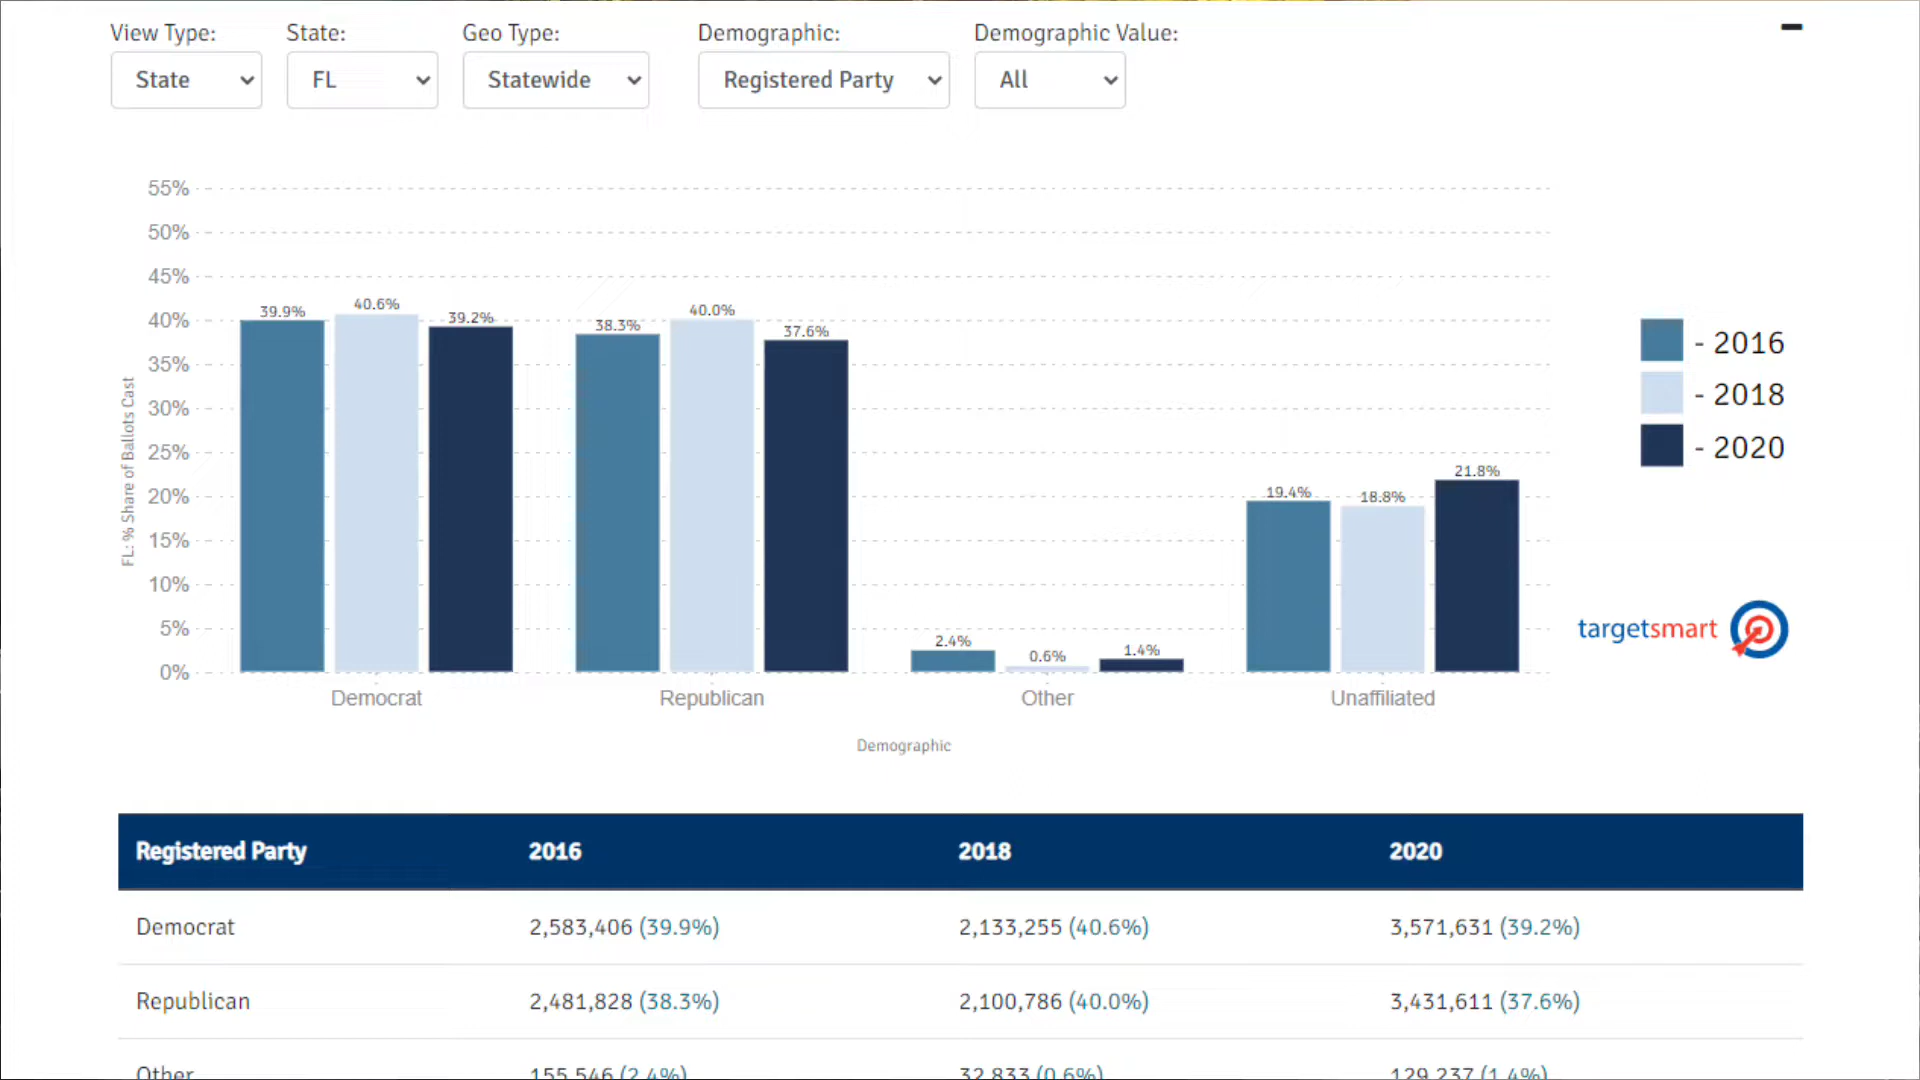 View Type: State: Geo Type: Demographic: Demographic Value:
State FL Statewide Registered Party All
55%
50%
45%
40%
35%
30%
25%
20%
15%
10%
5%
0%
FL: % Share of Ballots Cast
39.9% 40.6% 39.2% 38.3% 40.0% 37.6% 2.4% 0.6% 1.4% 19.4% 18.8% 21.8%
Democrat Republican Other Unaffiliated
Demographic
- 2016
- 2018
- 2020
targetsmart
Registered Party 2016 2018 2020
Democrat 2,583,406 (39.9%) 2,133,255 (40.6%) 3,571,631 (39.2%)
Republican 2,481,828 (38.3%) 2,100,786 (40.0%) 3,431,611 (37.6%)
Other 155,546 (2.4%) 32,833 (0.6%) 129,237 (1.4%)